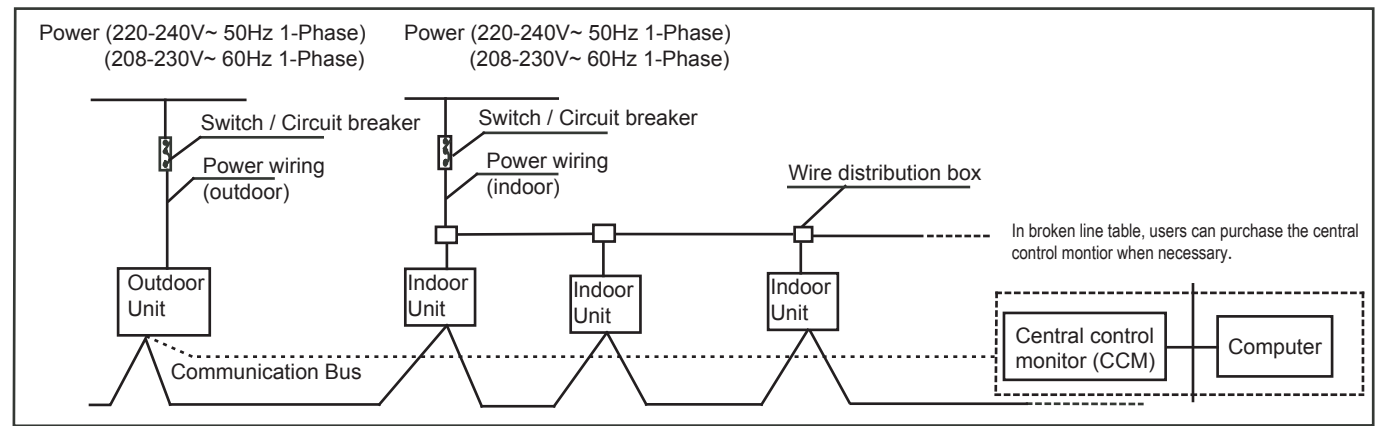 Power (220-240V~ 50Hz 1-Phase)
(208-230V~ 60Hz 1-Phase)
Power (220-240V~ 50Hz 1-Phase)
(208-230V~ 60Hz 1-Phase)
Switch / Circuit breaker
Power wiring
(outdoor)
Switch / Circuit breaker
Power wiring
(indoor)
Wire distribution box
In broken line table, users can purchase the central
control montior when necessary.
Outdoor
Unit
Indoor
Unit
Indoor
Unit
Indoor
Unit
Communication Bus
Central control
monitor (CCM)
Computer